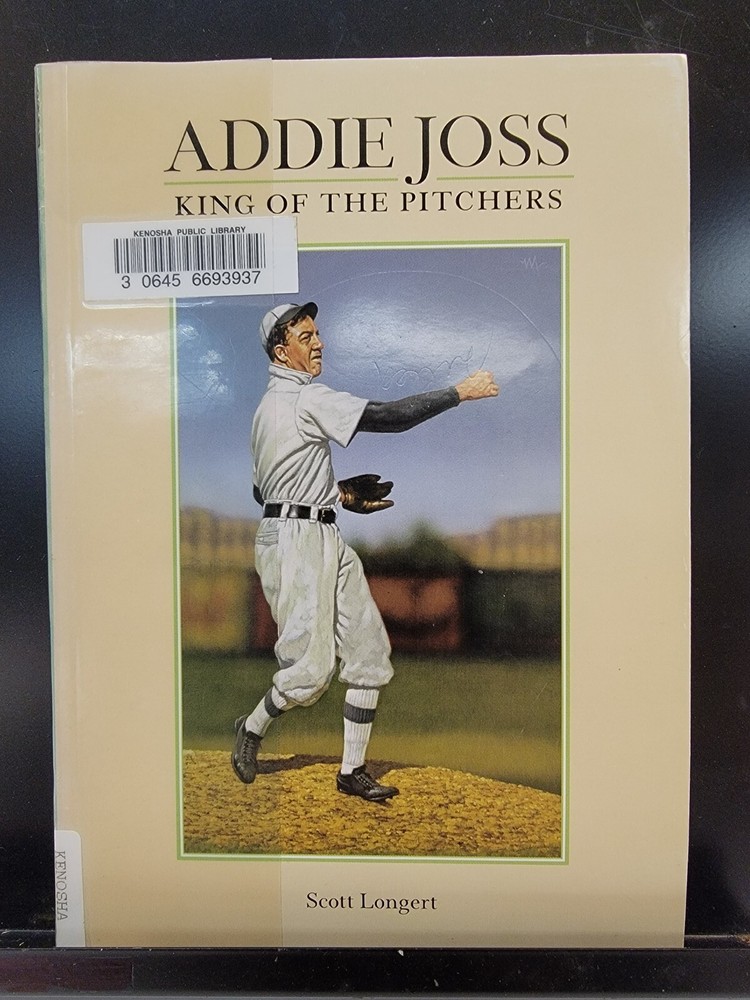 ADDIE JOSS
KING OF THE PITCHERS
KENOSHA PUBLIC LIBRARY
3 0645 6693937
Scott Longert
KENOSHA